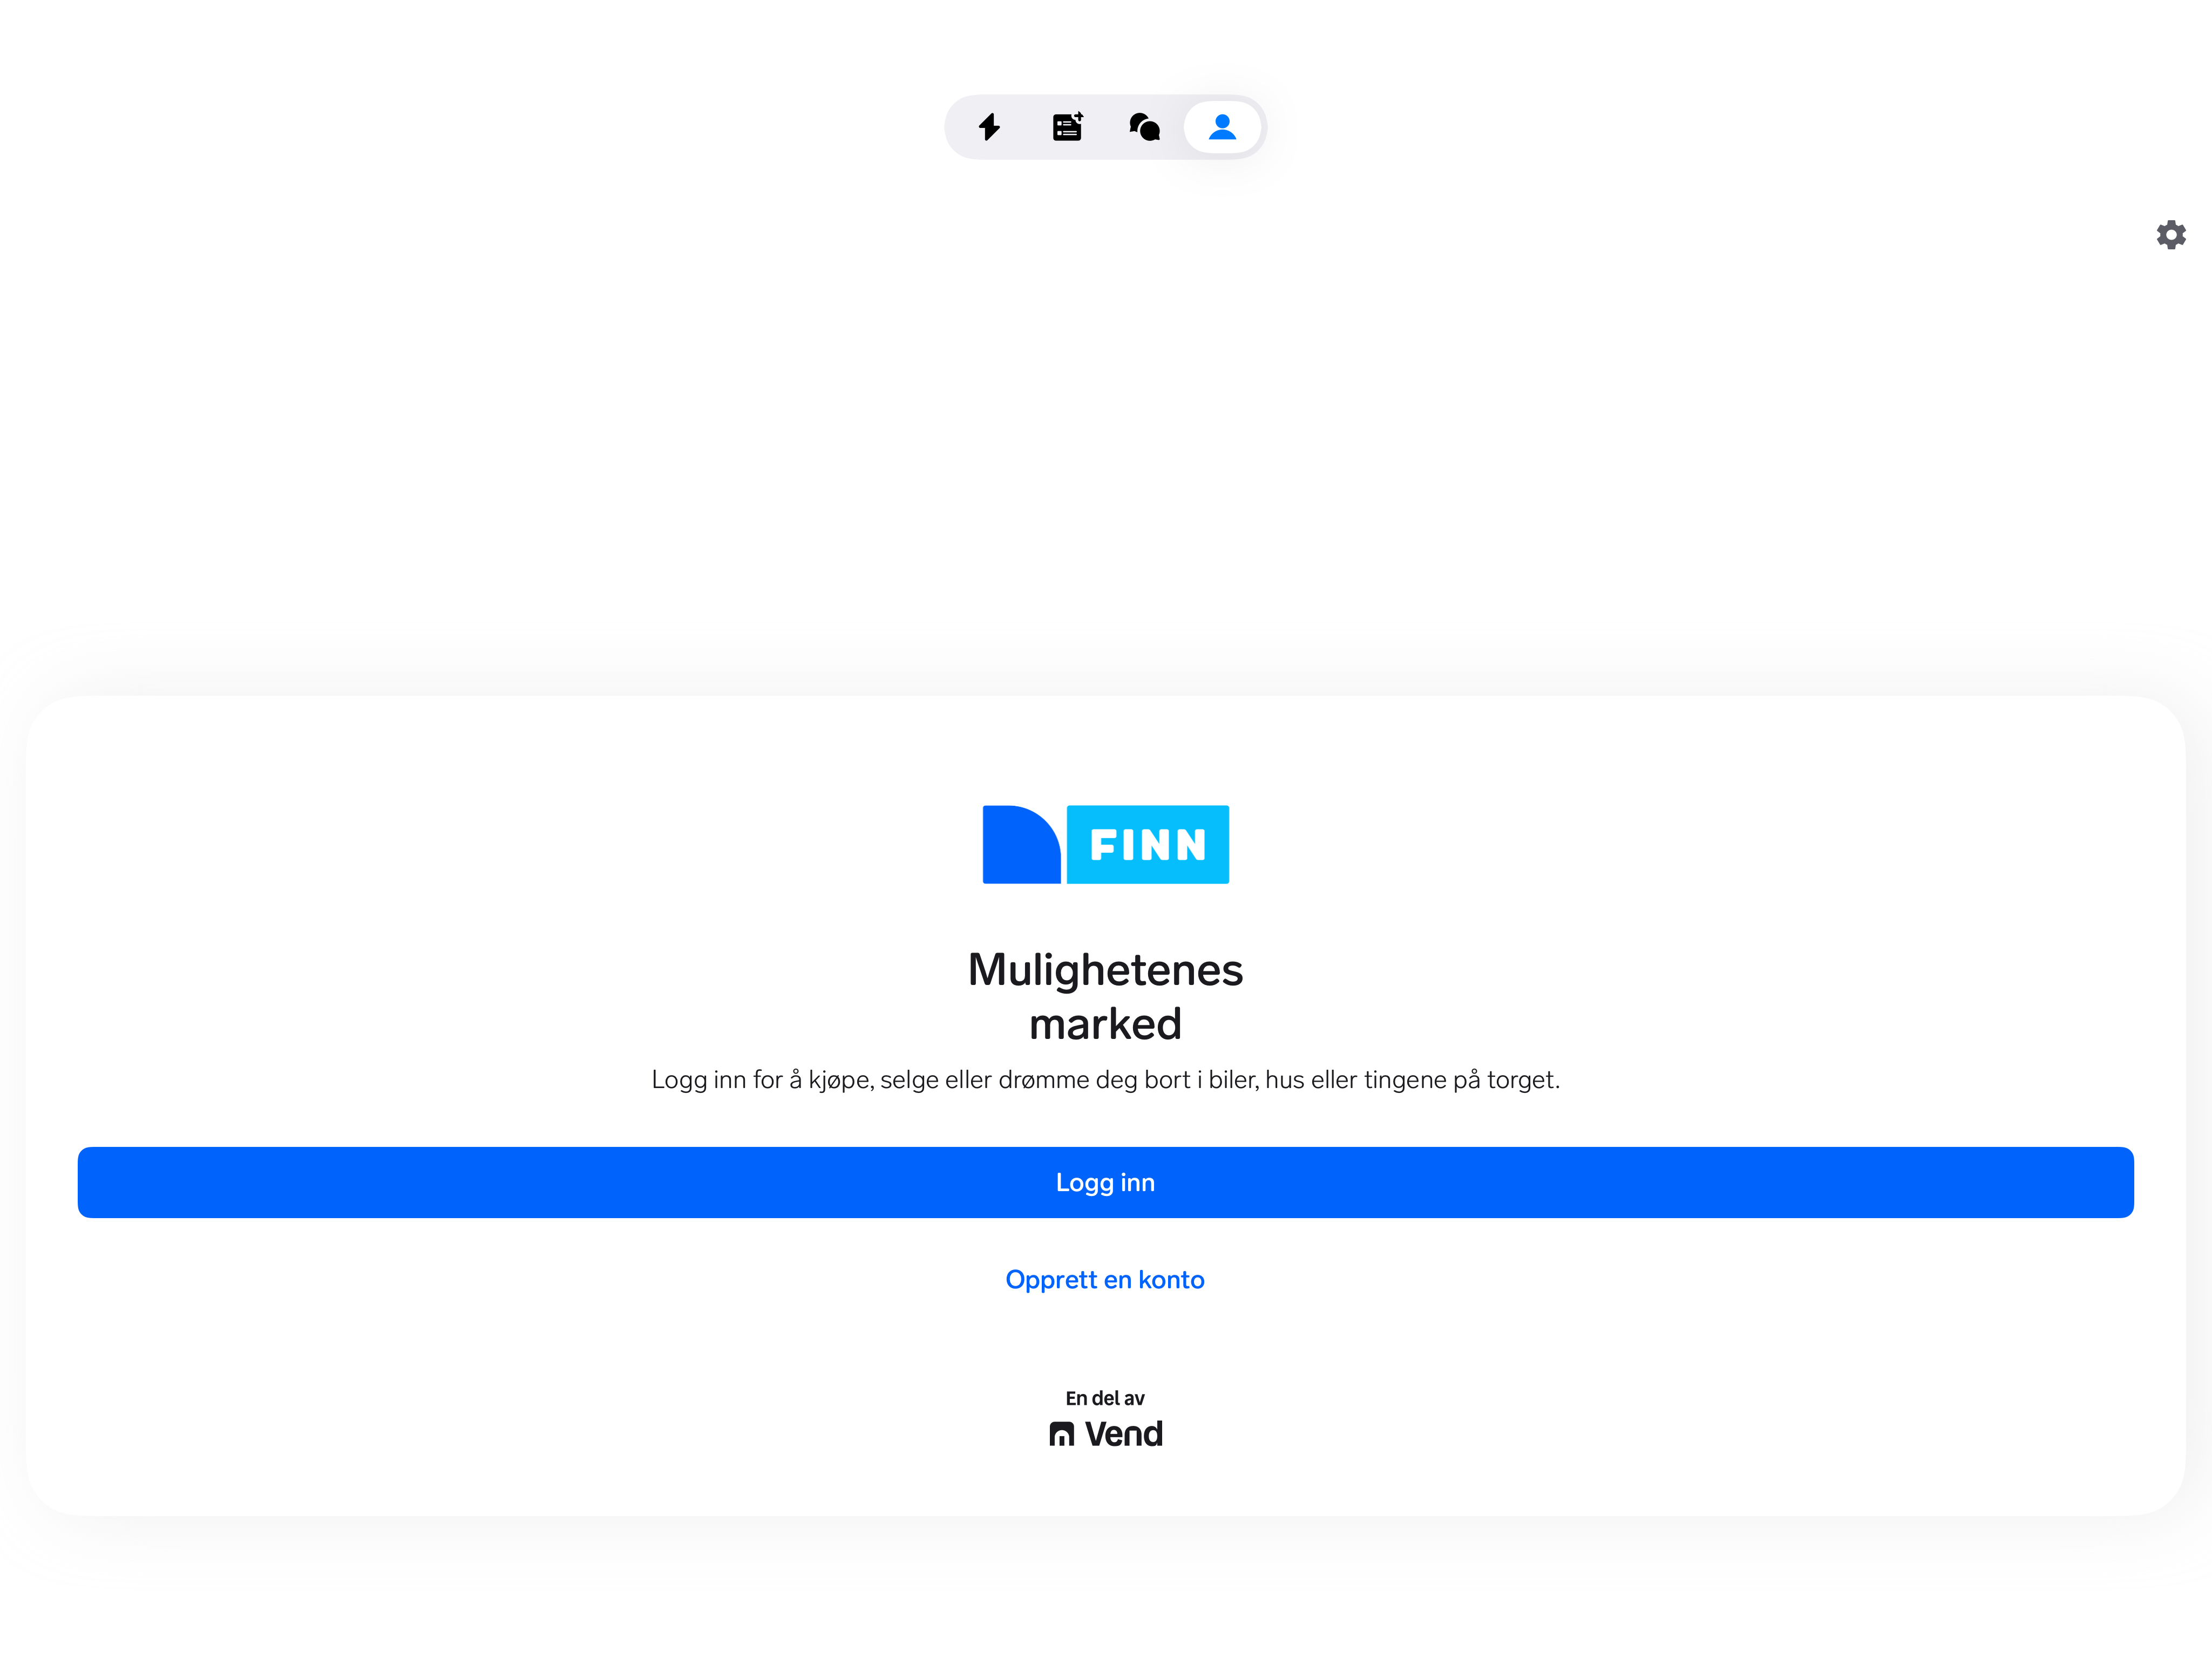 FINN
Mulighetenes
marked
Logg inn for å kjøpe, selge eller drømme deg bort i biler, hus eller tingene på torget.
Logg inn
Opprett en konto
En del av
Vend